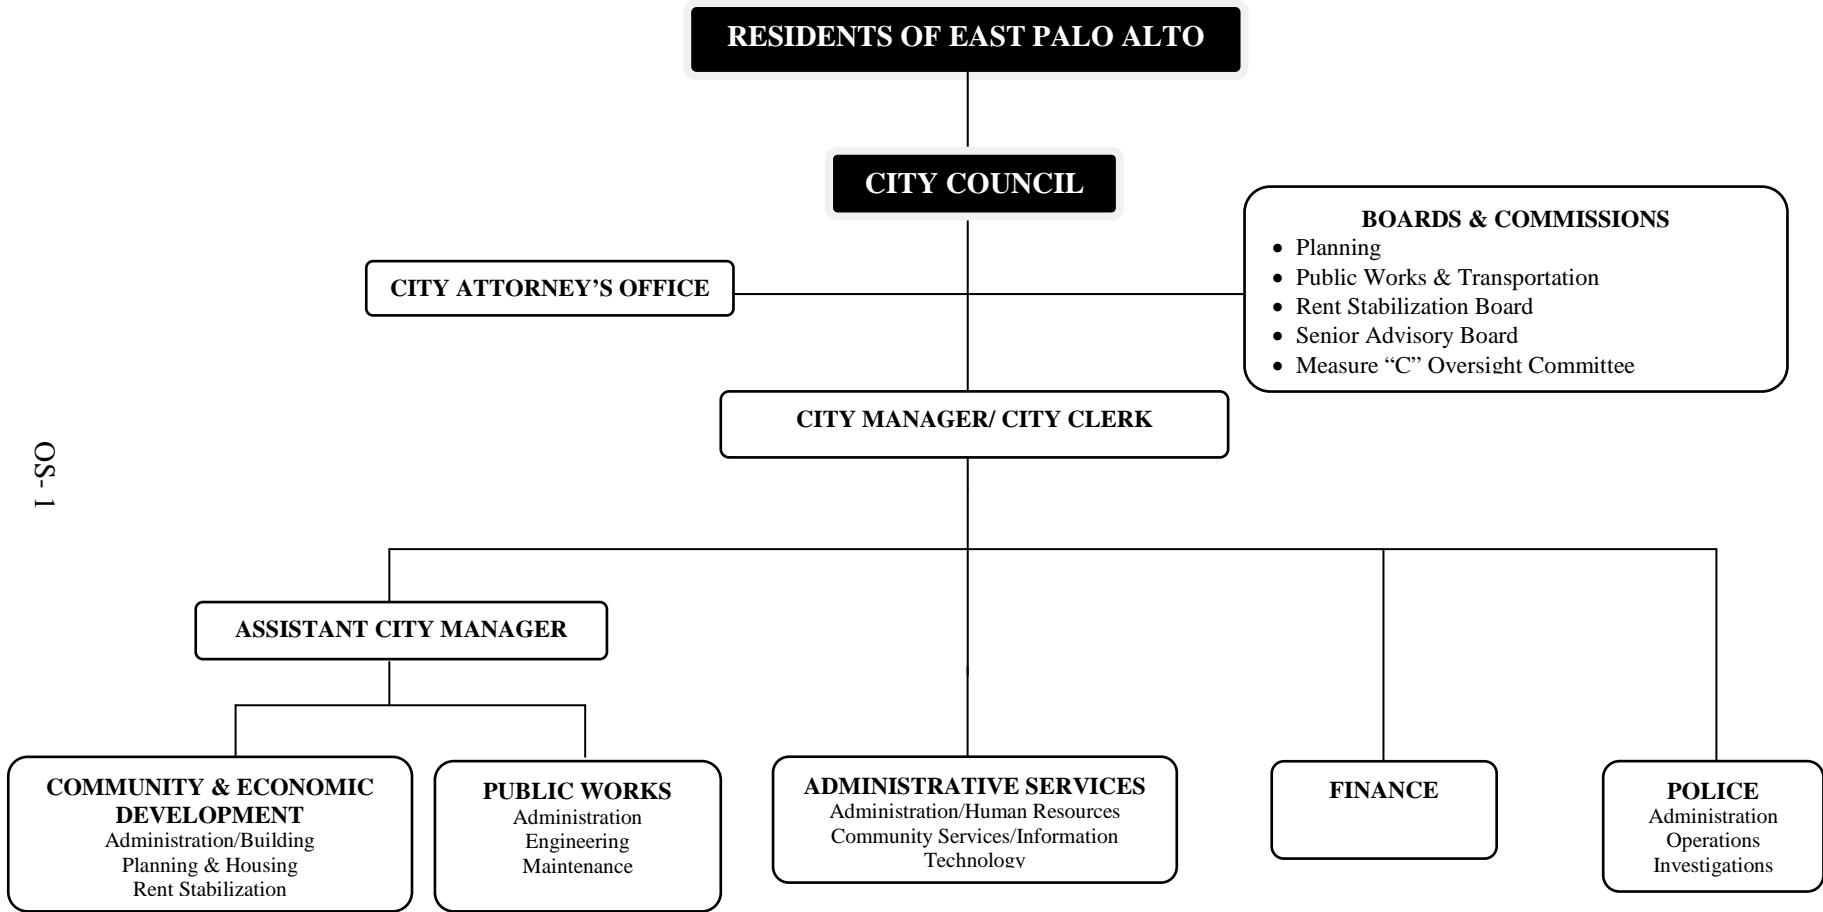 RESIDENTS OF EAST PALO ALTO
CITY COUNCIL
BOARDS & COMMISSIONS
• Planning
• Public Works & Transportation
• Rent Stabilization Board
• Senior Advisory Board
• Measure “C” Oversight Committee
CITY ATTORNEY’S OFFICE
CITY MANAGER/ CITY CLERK
OS- 1
ASSISTANT CITY MANAGER
COMMUNITY & ECONOMIC
DEVELOPMENT
Administration/Building
Planning & Housing
Rent Stabilization
PUBLIC WORKS
Administration
Engineering
Maintenance
ADMINISTRATIVE SERVICES
Administration/Human Resources
Community Services/Information
Technology
FINANCE
POLICE
Administration
Operations
Investigations